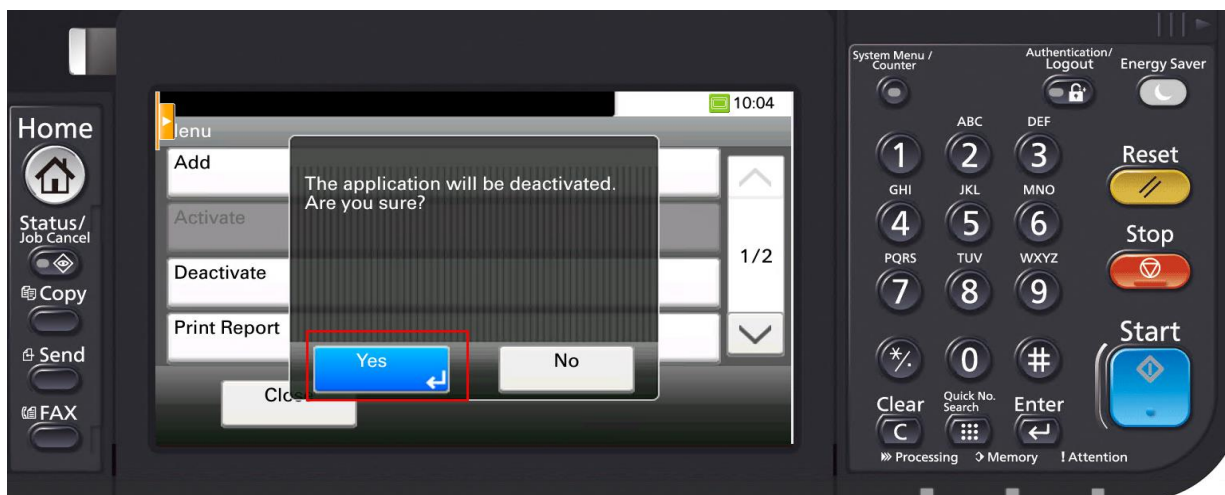 Home
Status/
Job Cancel
Copy
Send
FAX
10:04
Menu
Add
Activate
Deactivate
Print Report
Close
1/2
The application will be deactivated.
Are you sure?
Yes
No
System Menu /
Counter
Authentication/
Logout
Energy Saver
ABC
DEF
1
2
3
Reset
GHI
JKL
MNO
4
5
6
Stop
PQRS
TUV
WXYZ
7
8
9
*/.
0
#
Start
Clear
Quick No.
Search
Enter
C
Processing
Memory
! Attention